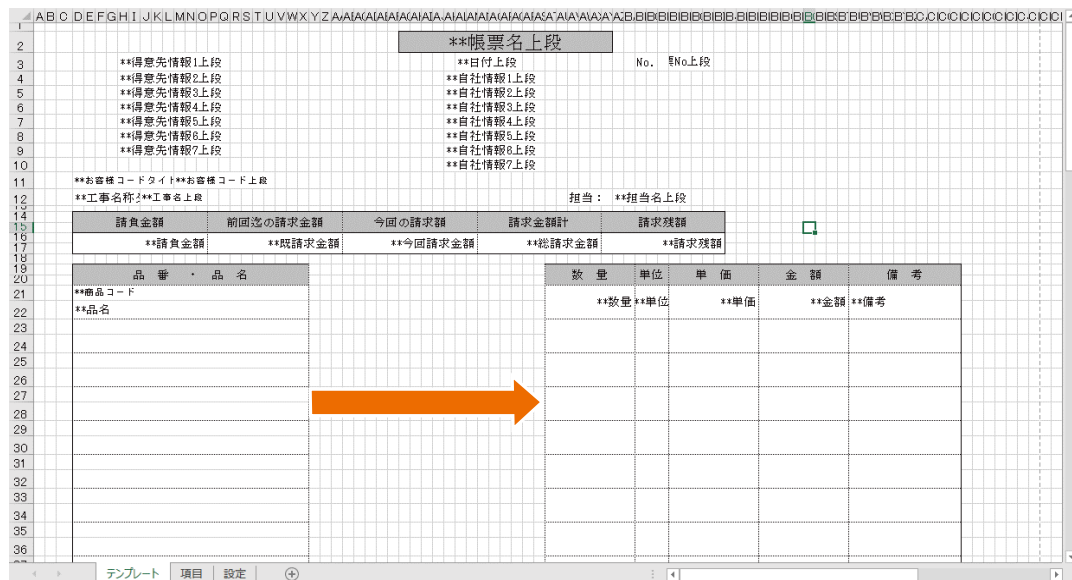 **帳票名上段
**得意先情報1上段 **日付上段 No. 票No上段
**得意先情報2上段 **自社情報1上段
**得意先情報3上段 **自社情報2上段
**得意先情報4上段 **自社情報3上段
**得意先情報5上段 **自社情報4上段
**得意先情報6上段 **自社情報5上段
**得意先情報7上段 **自社情報6上段
**自社情報7上段
**お客様コードタイト**お客様コード上段
**工事名称 **工事名上段 担当: **担当名上段
請負金額 前回迄の請求金額 今回の請求額 請求金額計 請求残額
**請負金額 **既請求金額 **今回請求金額 **総請求金額 **請求残額
品 番 ・ 品 名 数 量 単位 単 価 金 額 備 考
**商品コード
**品名 **数量 **単位 **単価 **金額 **備考
テンプレート 項目 設定